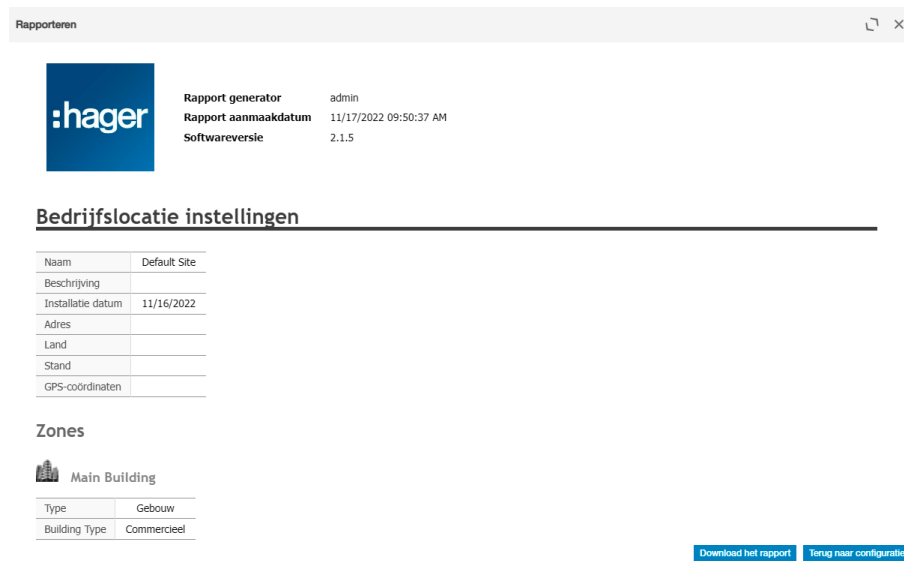 Rapporteren
:hager
Rapport generator admin
Rapport aanmaakdatum 11/17/2022 09:50:37 AM
Softwareversie 2.1.5
Bedrijfslocatie instellingen
Naam Default Site
Beschrijving
Installatie datum 11/16/2022
Adres
Land
Stand
GPS-coördinaten
Zones
Main Building
Type Gebouw
Building Type Commercieel
Download het rapport Terug naar configuratie